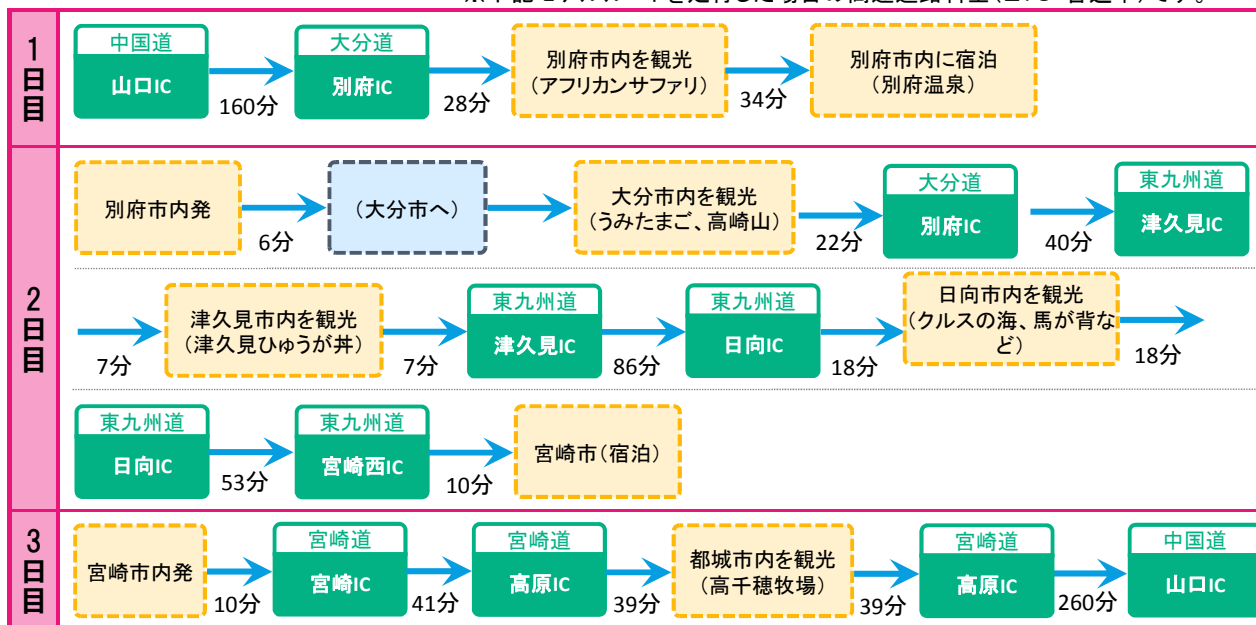 1日目
中国道
山口IC
160分
大分道
別府IC
28分
別府市内を観光
(アフリカンサファリ)
34分
別府市内に宿泊
(別府温泉)
2日目
別府市内発
6分
(大分市へ)
大分市内を観光
(うみたまご、高崎山)
22分
大分道
別府IC
40分
東九州道
津久見IC
7分
津久見市内を観光
(津久見ひゅうが丼)
7分
東九州道
津久見IC
86分
東九州道
日向IC
18分
日向市内を観光
(クルスの海、馬が背な
ど)
18分
東九州道
日向IC
53分
東九州道
宮崎西IC
10分
宮崎市(宿泊)
3日目
宮崎市内発
10分
宮崎道
宮崎IC
41分
宮崎道
高原IC
39分
都城市内を観光
(高千穂牧場)
39分
宮崎道
高原IC
260分
中国道
山口IC